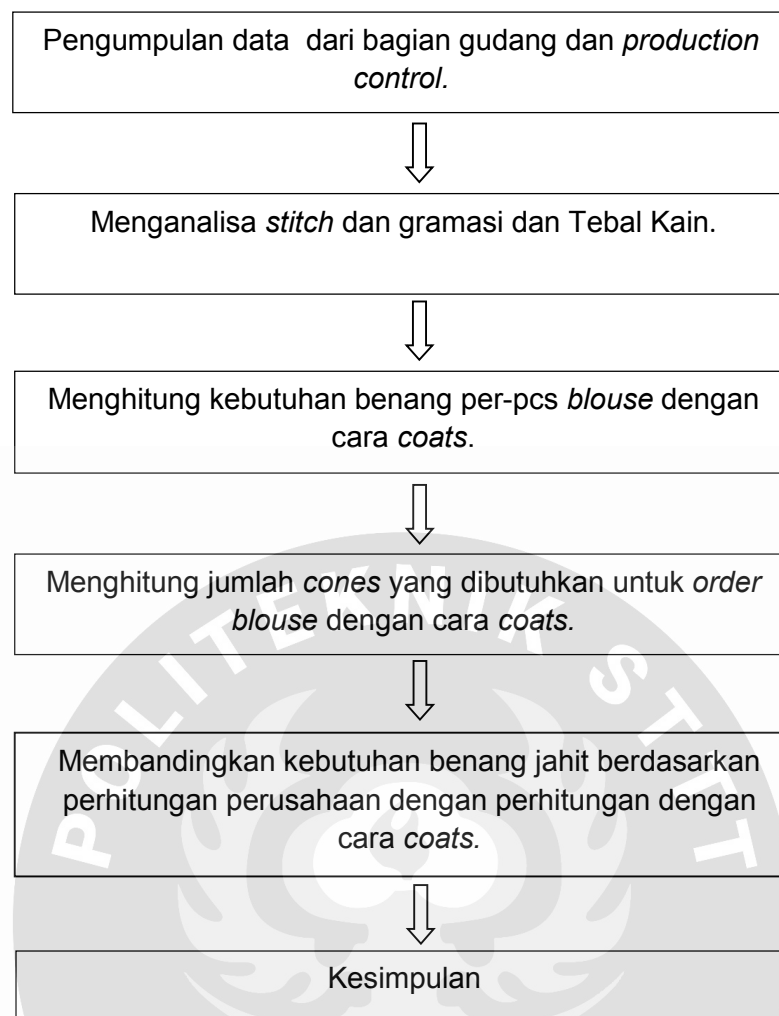 Pengumpulan data dari bagian gudang dan production
control.
Menganalisa stitch dan gramasi dan Tebal Kain.
Menghitung kebutuhan benang per-pcs blouse dengan
cara coats.
Menghitung jumlah cones yang dibutuhkan untuk order
blouse dengan cara coats.
Membandingkan kebutuhan benang jahit berdasarkan
perhitungan perusahaan dengan perhitungan dengan
cara coats.
Kesimpulan
POLITEKNIK STTT